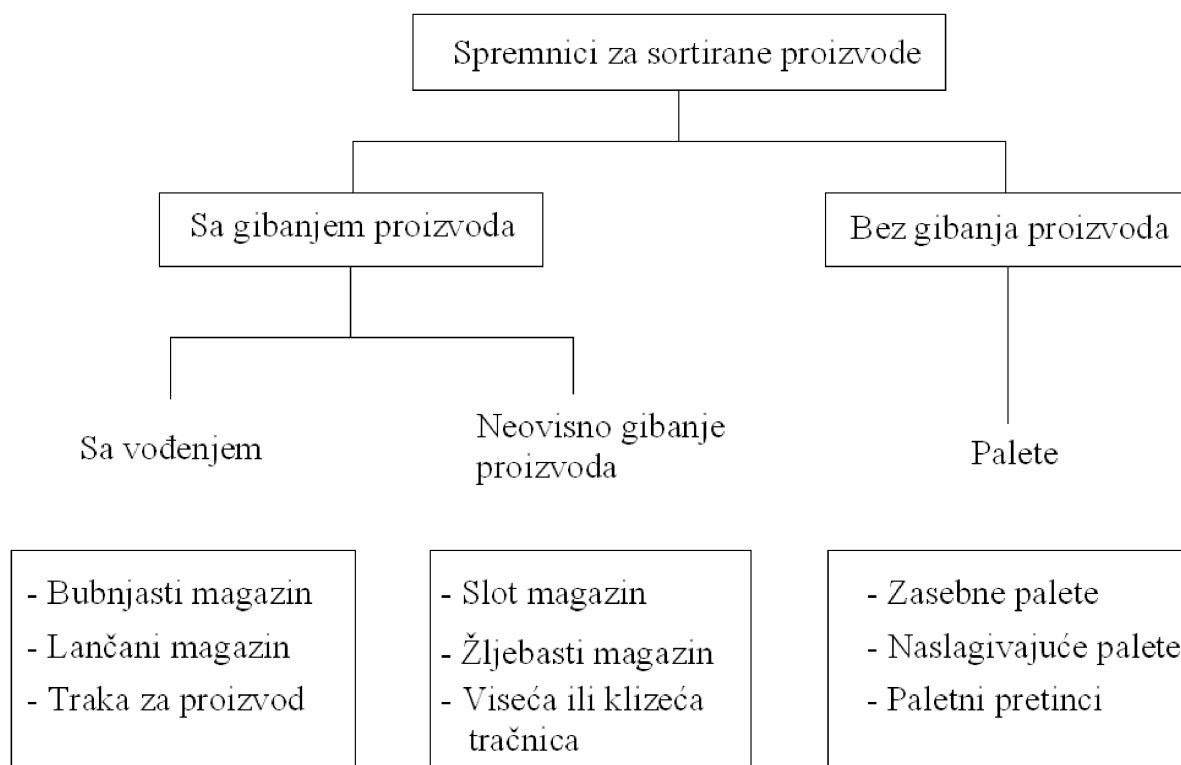 Spremnici za sortirane proizvode
Sa gibanjem proizvoda
Bez gibanja proizvoda
Sa vođenjem
Neovisno gibanje
proizvoda
Palete
- Bubnjasti magazin
- Lančani magazin
- Traka za proizvod
- Slot magazin
- Žljebasti magazin
- Viseća ili klizeća
tračnica
- Zasebne palete
- Naslagivajuće palete
- Paletni pretinci